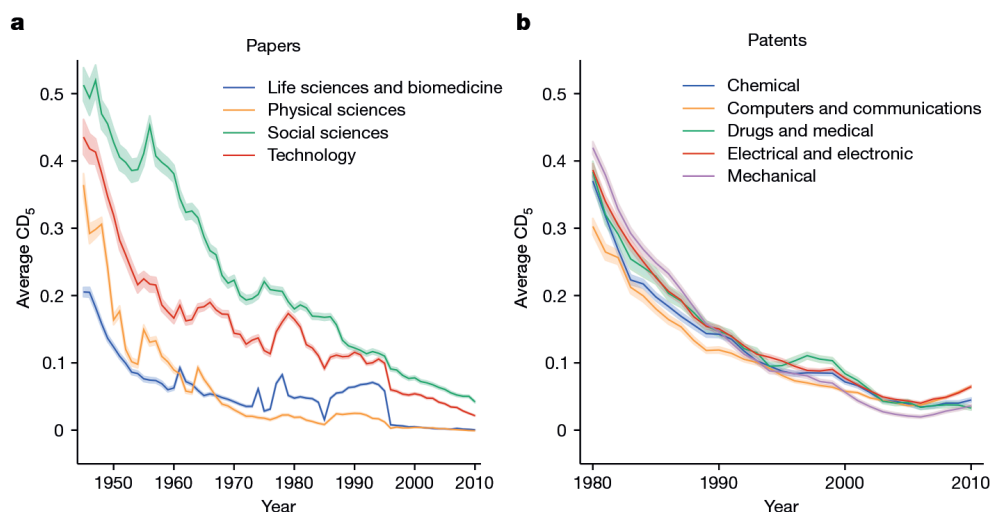 a
Papers
Life sciences and biomedicine
Physical sciences
Social sciences
Technology
Average CD5
0.5
0.4
0.3
0.2
0.1
0
1950 1960 1970 1980 1990 2000 2010
Year
b
Patents
Chemical
Computers and communications
Drugs and medical
Electrical and electronic
Mechanical
Average CD5
0.5
0.4
0.3
0.2
0.1
0
1980 1990 2000 2010
Year